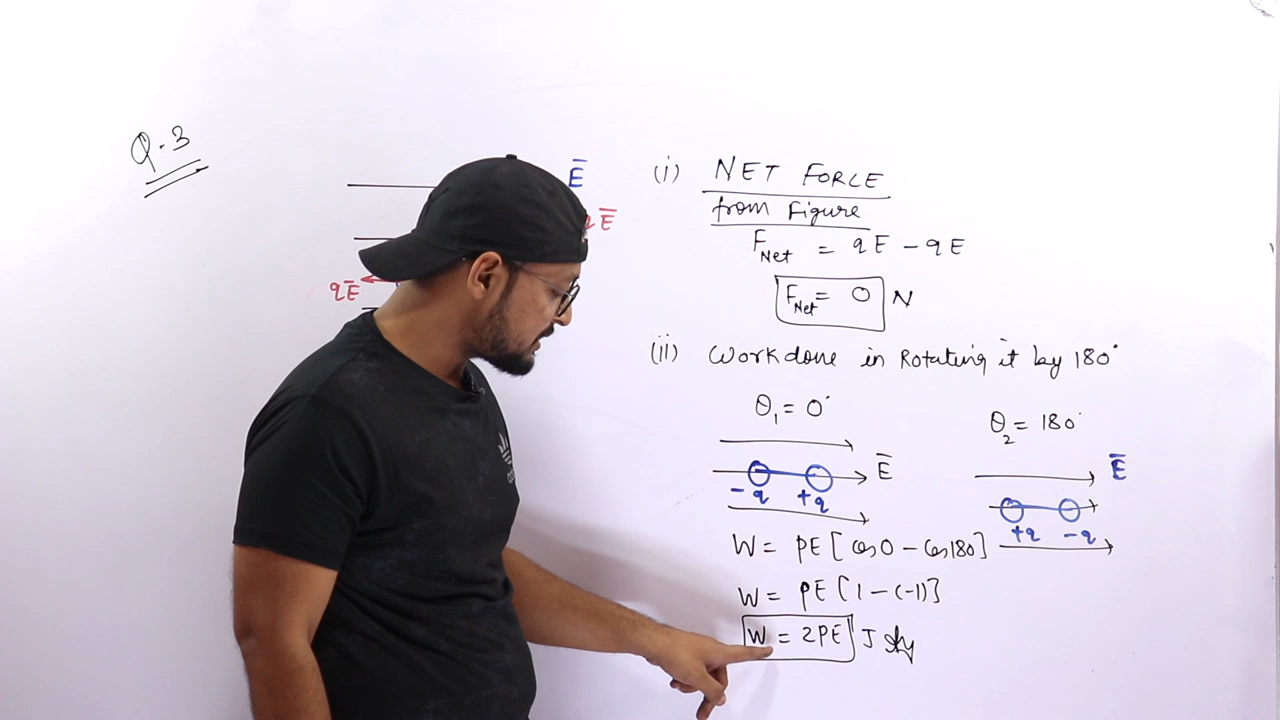 Q.3
E̅
qE̅
qE̅
(i) NET FORCE
from Figure
F_Net = qE - qE
F_Net = 0 N
(ii) Workdone in Rotating it by 180°
θ₁ = 0°
θ₂ = 180°
E̅
-q +q
E̅
+q -q
W = PE[cos0 - cos180]
W = PE[1-(-1)]
W = 2PE J